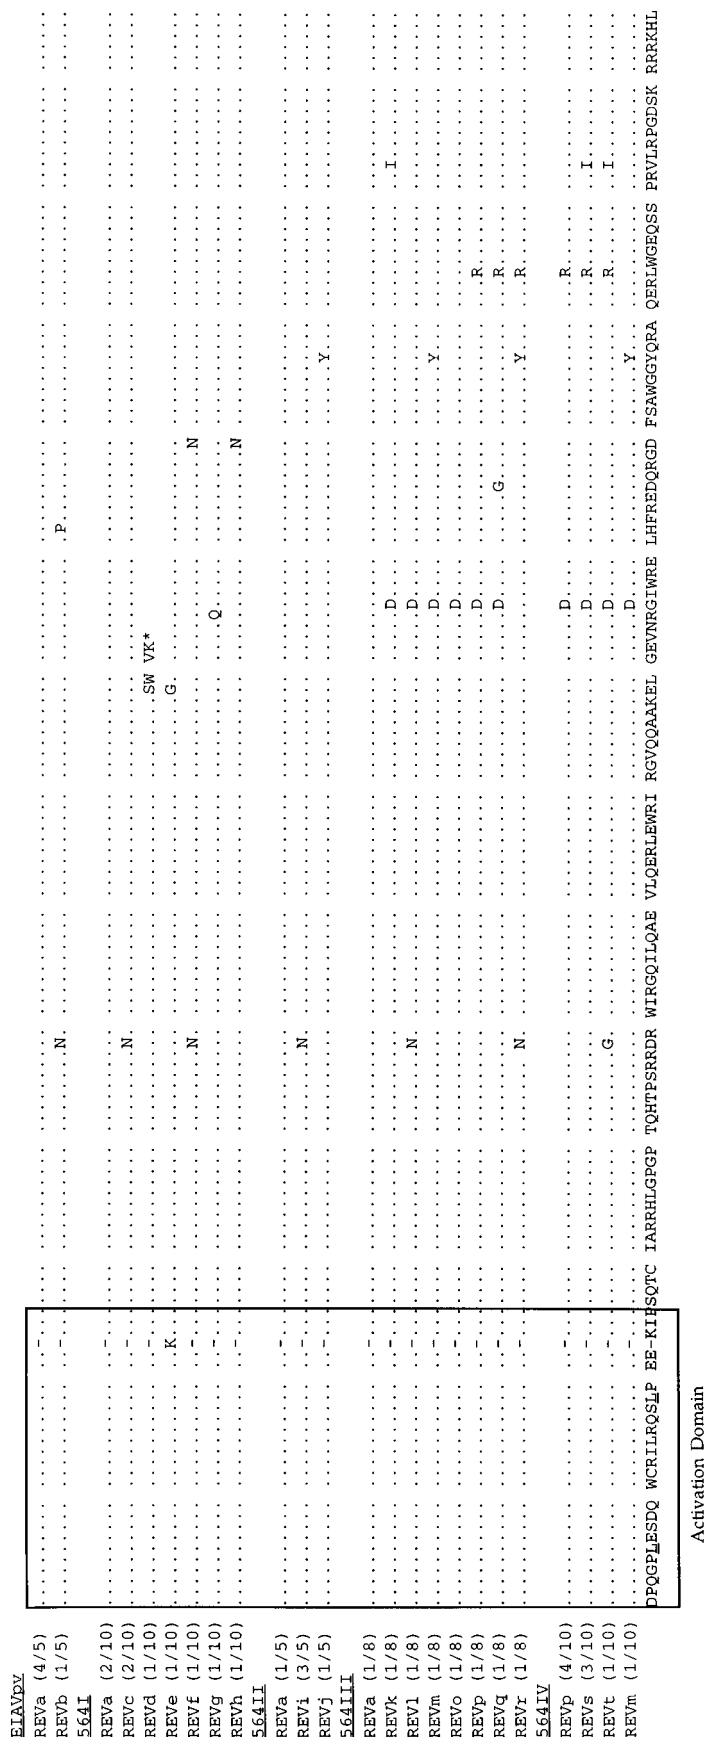 EIAVpv
REVa (4/5) .......... .......... ..-....... .......... .......... .......... .......... .......... .......... .......... .......... .......... .......... ......
REVb (1/5) .......... .......... ..-....... .......... ........N. .......... .......... .......... .......... .P........ .......... .......... .......... ......
564I
REVa (2/10) .......... .......... ..-....... .......... .......... .......... .......... .......... .......... .......... .......... .......... .......... ......
REVc (2/10) .......... .......... ..-....... .......... ........N. .......... .......... .......... .......... .......... .......... .......... .......... ......
REVd (1/10) .......... .......... ..-....... .......... .......... .......... .......... ........SW VK*
REVe (1/10) .......... .......... ..K....... .......... .......... .......... .......... ........G. .......... .......... .......... .......... .......... ......
REVf (1/10) .......... .......... ..-....... .......... ........N. .......... .......... .......... .......... .........N .......... .......... .......... ......
REVg (1/10) .......... .......... ..-....... .......... .......... .......... .......... .......... ....Q..... .......... .......... .......... .......... ......
REVh (1/10) .......... .......... ..-....... .......... .......... .......... .......... .......... .......... .........N .......... .......... .......... ......
564II
REVa (1/5) .......... .......... ..-....... .......... .......... .......... .......... .......... .......... .......... .......... .......... .......... ......
REVi (3/5) .......... .......... ..-....... .......... ........N. .......... .......... .......... .......... .......... .......... .......... .......... ......
REVj (1/5) .......... .......... ..-....... .......... .......... .......... .......... .......... .......... .......... ......Y... .......... .......... ......
564III
REVa (1/8) .......... .......... ..-....... .......... .......... .......... .......... .......... .......... .......... .......... .......... .......... ......
REVk (1/8) .......... .......... ..-....... .......... .......... .......... .......... .......... .....D.... .......... .......... .......... ..I....... ......
REVl (1/8) .......... .......... ..-....... .......... ........N. .......... .......... .......... .....D.... .......... .......... .......... .......... ......
REVm (1/8) .......... .......... ..-....... .......... .......... .......... .......... .......... .....D.... .......... ......Y... .......... .......... ......
REVo (1/8) .......... .......... ..-....... .......... .......... .......... .......... .......... .....D.... .......... .......... .......... .......... ......
REVp (1/8) .......... .......... ..-....... .......... .......... .......... .......... .......... .....D.... .......... .......... ...R...... .......... ......
REVq (1/8) .......... .......... ..-....... .......... .......... .......... .......... .......... .....D.... .....G.... .......... ...R...... .......... ......
REVr (1/8) .......... .......... ..-....... .......... ........N. .......... .......... .......... .......... .......... ......Y... ...R...... .......... ......
564IV
REVp (4/10) .......... .......... ..-....... .......... .......... .......... .......... .......... .....D.... .......... .......... ...R...... .......... ......
REVs (3/10) .......... .......... ..-....... .......... .......... .......... .......... .......... .....D.... .......... .......... ...R...... ..I....... ......
REVt (1/10) .......... .......... ..-....... .......... ........G. .......... .......... .......... .....D.... .......... .......... ...R...... ..I....... ......
REVm (1/10) .......... .......... ..-....... .......... .......... .......... .......... .......... .....D.... .......... ......Y... .......... .......... ......
DPQGPLESDQ WCRILRQSLP EE-KIPSQTC IARRHLGPGP TQHTPSRRDR WIRGQILQAE VLQERLEWRI RGVQQAAKEL GEVNRGIWRE LHFREDQRGD FSAWGGYQRA QERLWGEQSS PRVLRPGDSK RRRKHL
Activation Domain